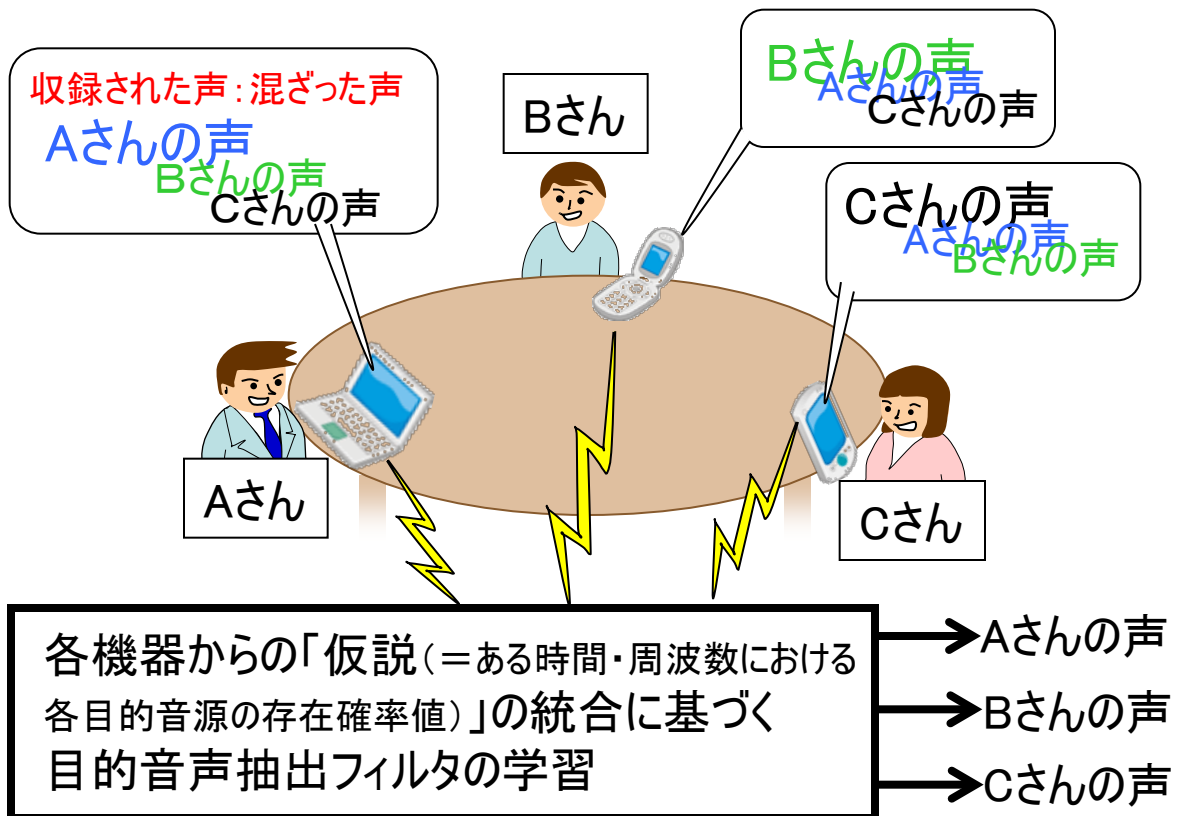 収録された声：混ざった声
Aさんの声
Bさんの声
Cさんの声
Bさん
Bさんの声
Aさんの声
Cさんの声
Cさんの声
Aさんの声
Bさんの声
Aさん
Cさん
各機器からの「仮説（＝ある時間・周波数における
各目的音源の存在確率値）」の統合に基づく
目的音声抽出フィルタの学習
Aさんの声
Bさんの声
Cさんの声